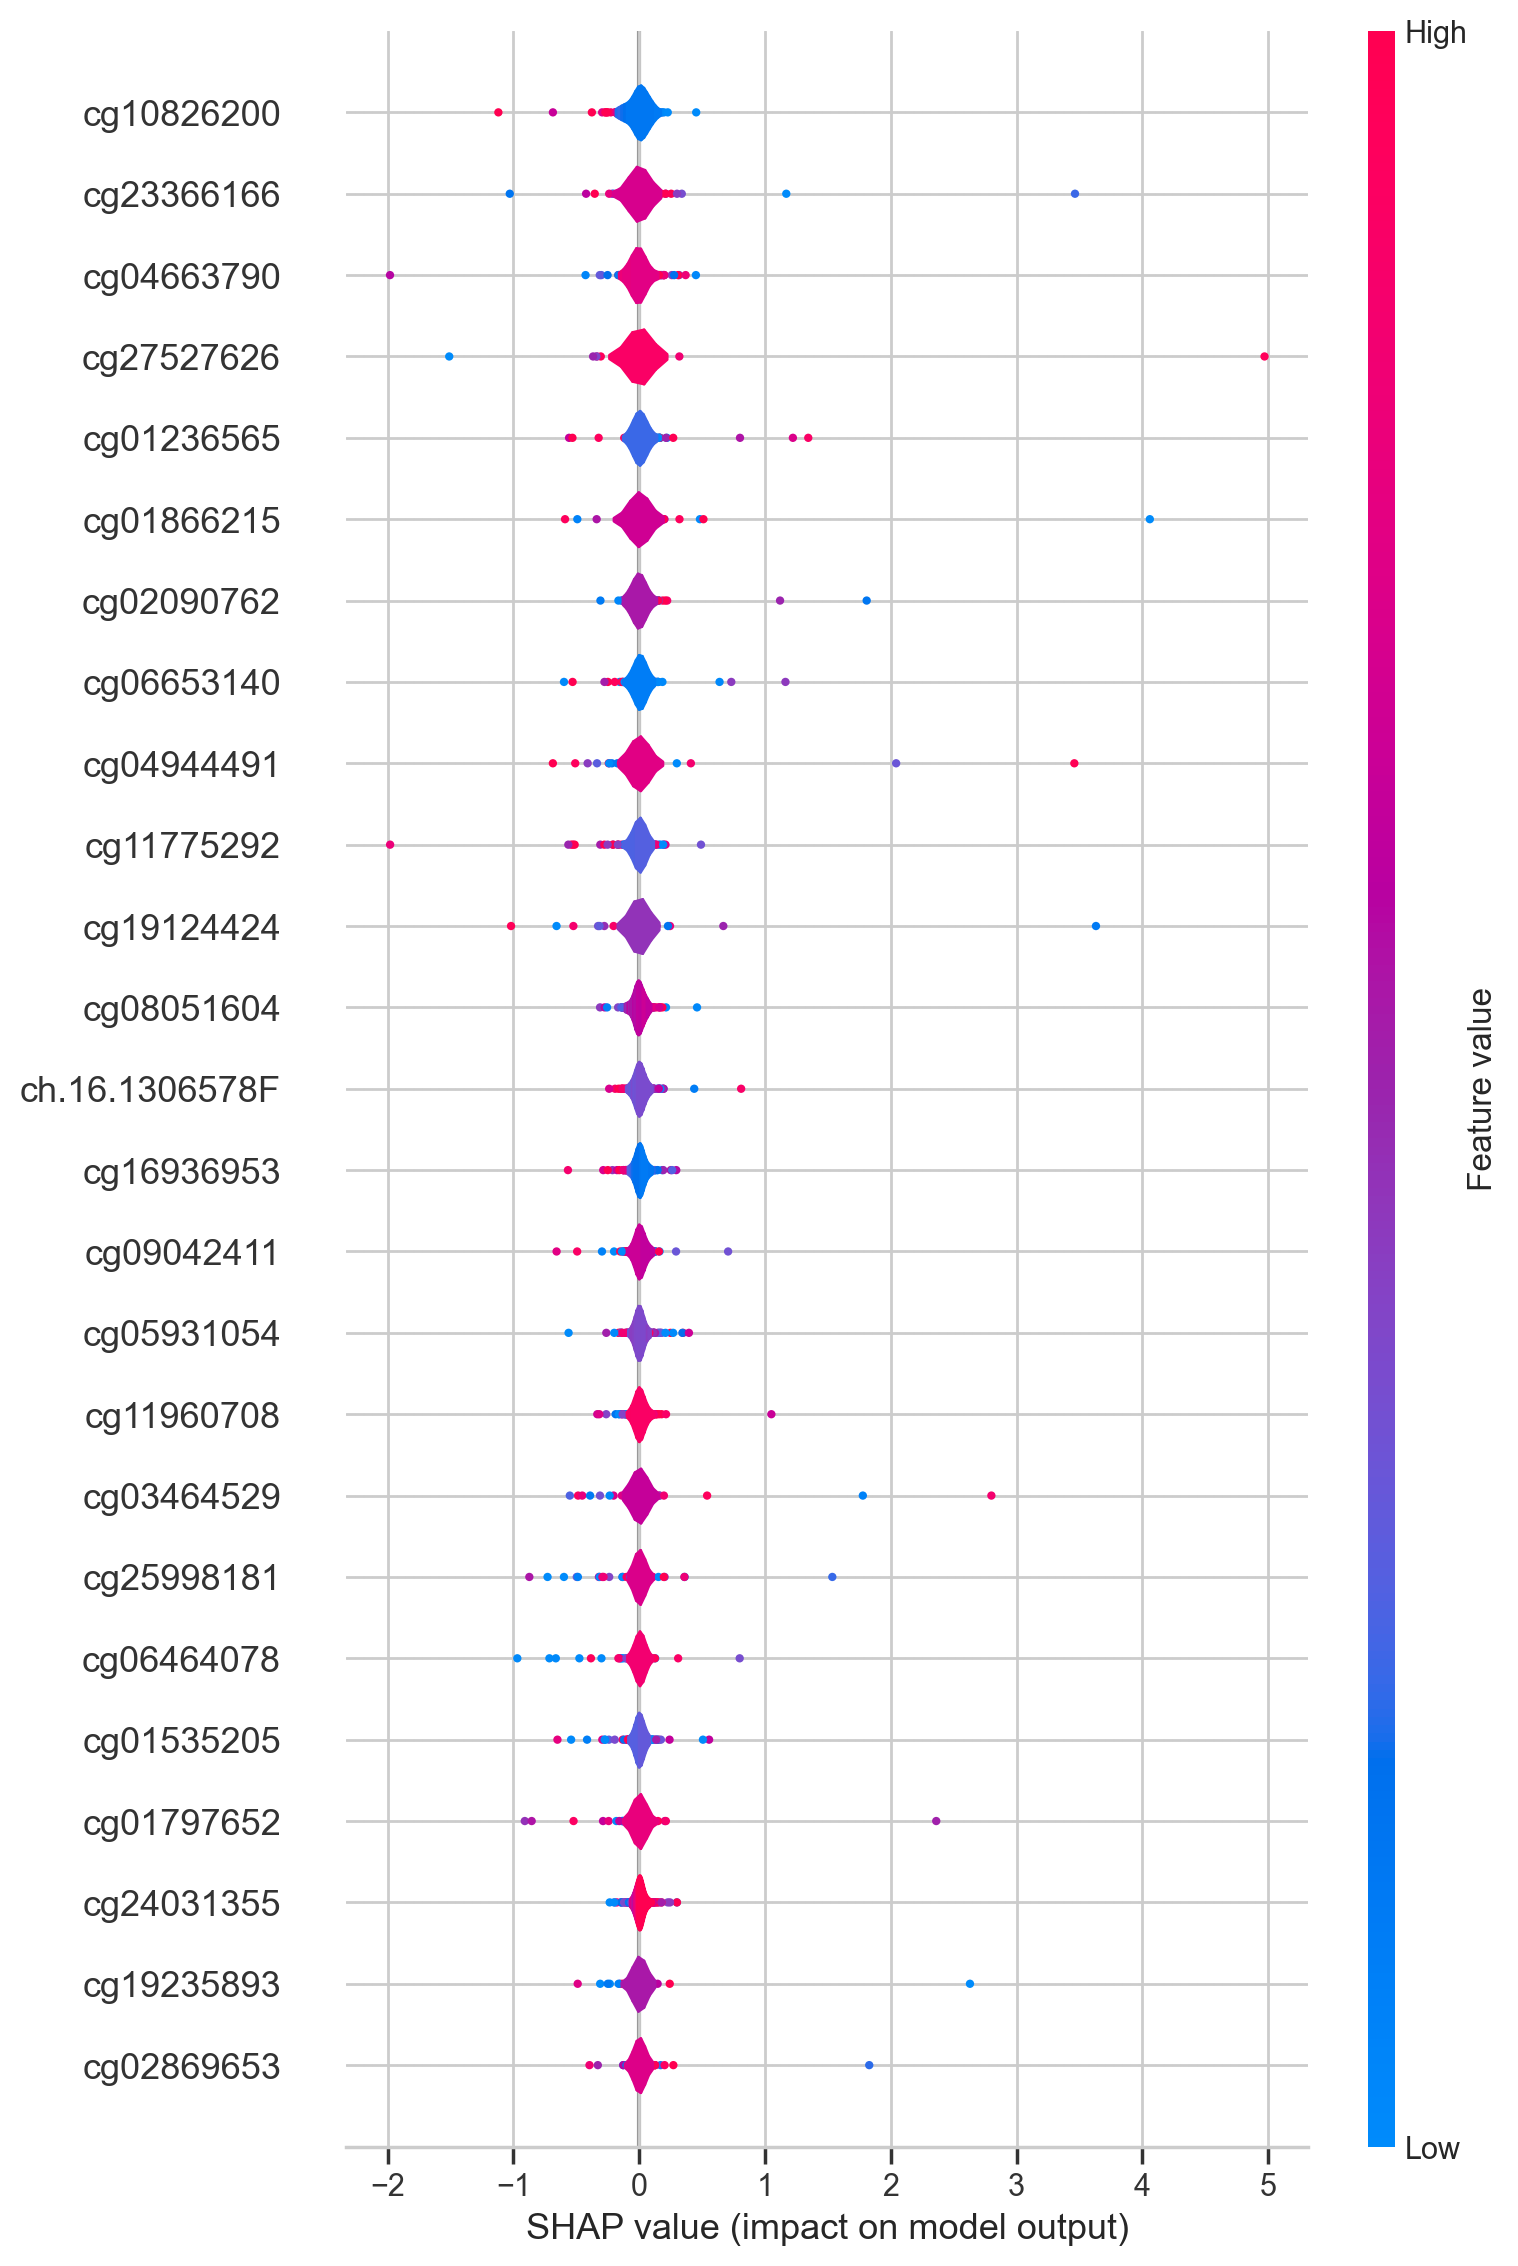 High
cg10826200
cg23366166
cg04663790
cg27527626
cg01236565
cg01866215
cg02090762
cg06653140
cg04944491
cg11775292
cg19124424
cg08051604
ch.16.1306578F
cg16936953
cg09042411
cg05931054
cg11960708
cg03464529
cg25998181
cg06464078
cg01535205
cg01797652
cg24031355
cg19235893
cg02869653
Feature value
Low
−2 −1 0 1 2 3 4 5
SHAP value (impact on model output)